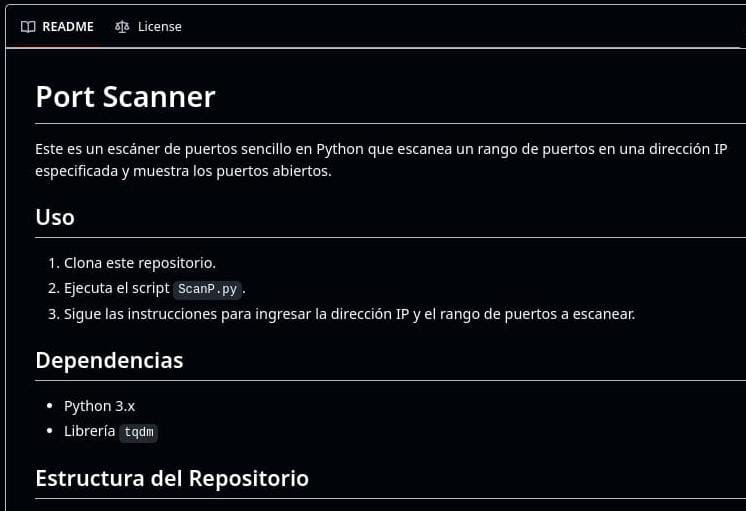 README License
Port Scanner
Este es un escáner de puertos sencillo en Python que escanea un rango de puertos en una dirección IP
especificada y muestra los puertos abiertos.
Uso
1. Clona este repositorio.
2. Ejecuta el script ScanP.py.
3. Sigue las instrucciones para ingresar la dirección IP y el rango de puertos a escanear.
Dependencias
• Python 3.x
• Librería tqdm
Estructura del Repositorio